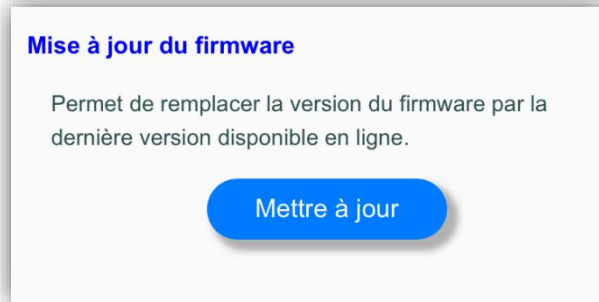 Mise à jour du firmware
Permet de remplacer la version du firmware par la
dernière version disponible en ligne.
Mettre à jour